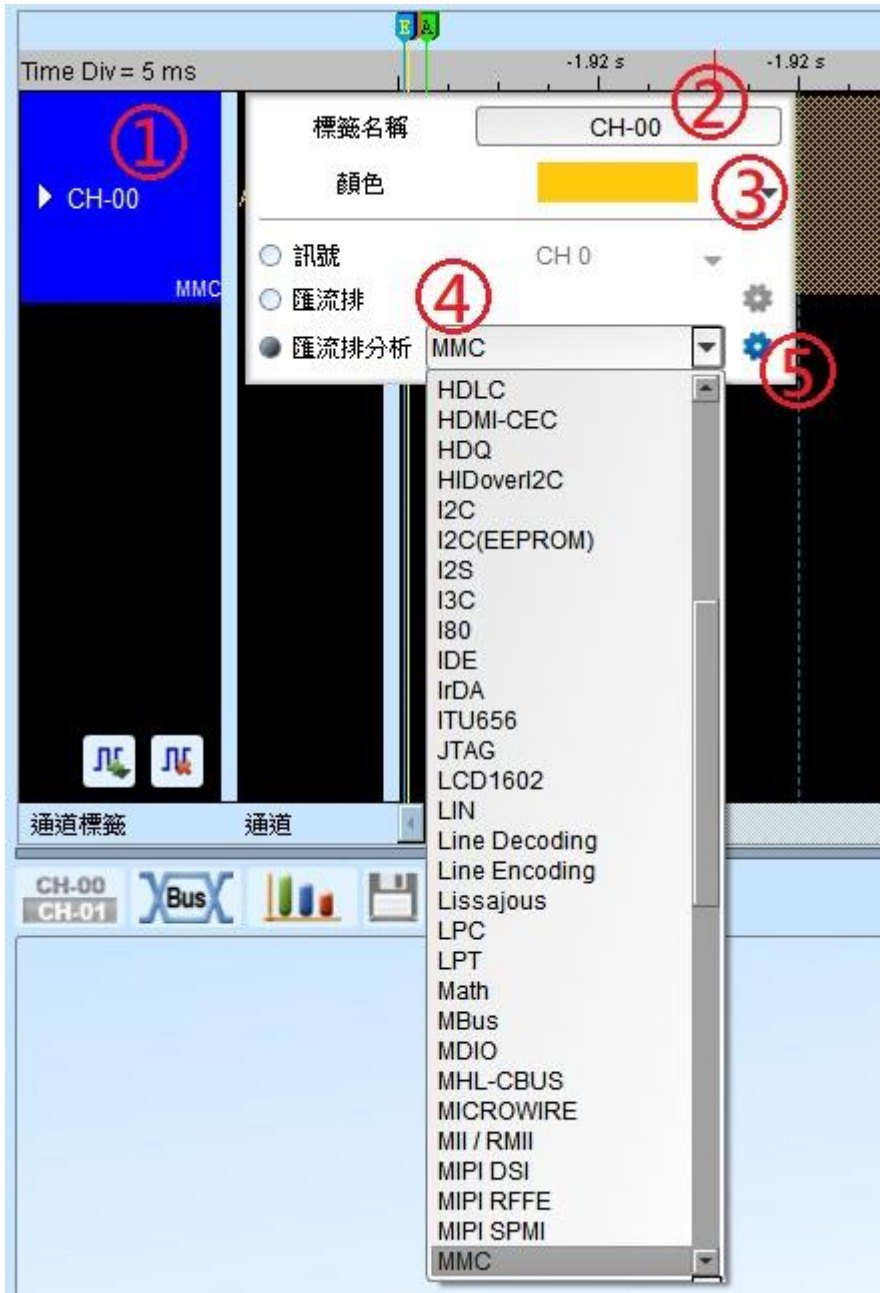 E A
Time Div = 5 ms
-1.92 s
-1.92 s
①
②
標籤名稱
CH-00
顏色
③
CH-00
訊號
CH 0
④
MMC
匯流排
匯流排分析
MMC
⑤
HDLC
HDMI-CEC
HDQ
HIDoverI2C
I2C
I2C(EEPROM)
I2S
I3C
I80
IDE
IrDA
ITU656
JTAG
LCD1602
LIN
Line Decoding
Line Encoding
Lissajous
LPC
LPT
Math
MBus
MDIO
MHL-CBUS
MICROWIRE
MII / RMII
MIPI DSI
MIPI RFFE
MIPI SPMI
MMC
通道標籤
通道
CH-00
CH-01
Bus